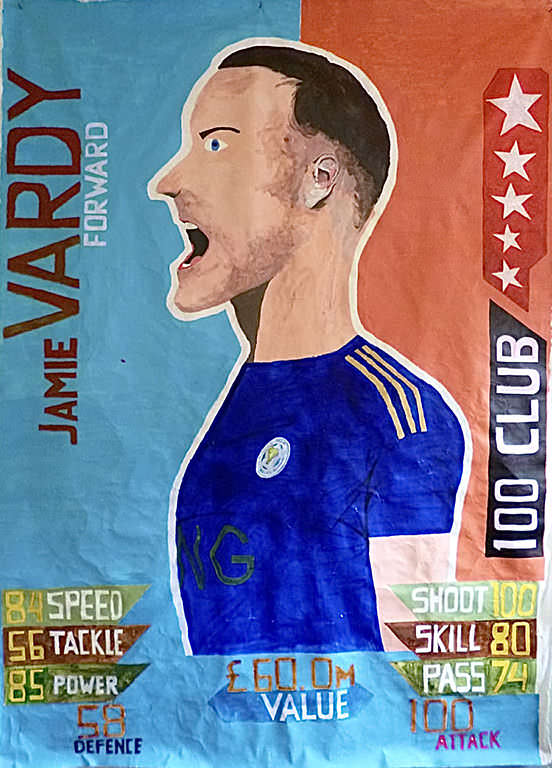 JAMIE VARDY
FORWARD
100 CLUB
NG
84 SPEED
56 TACKLE
85 POWER
58
DEFENCE
£60.0M
VALUE
SHOOT 100
SKILL 80
PASS 74
100
ATTACK